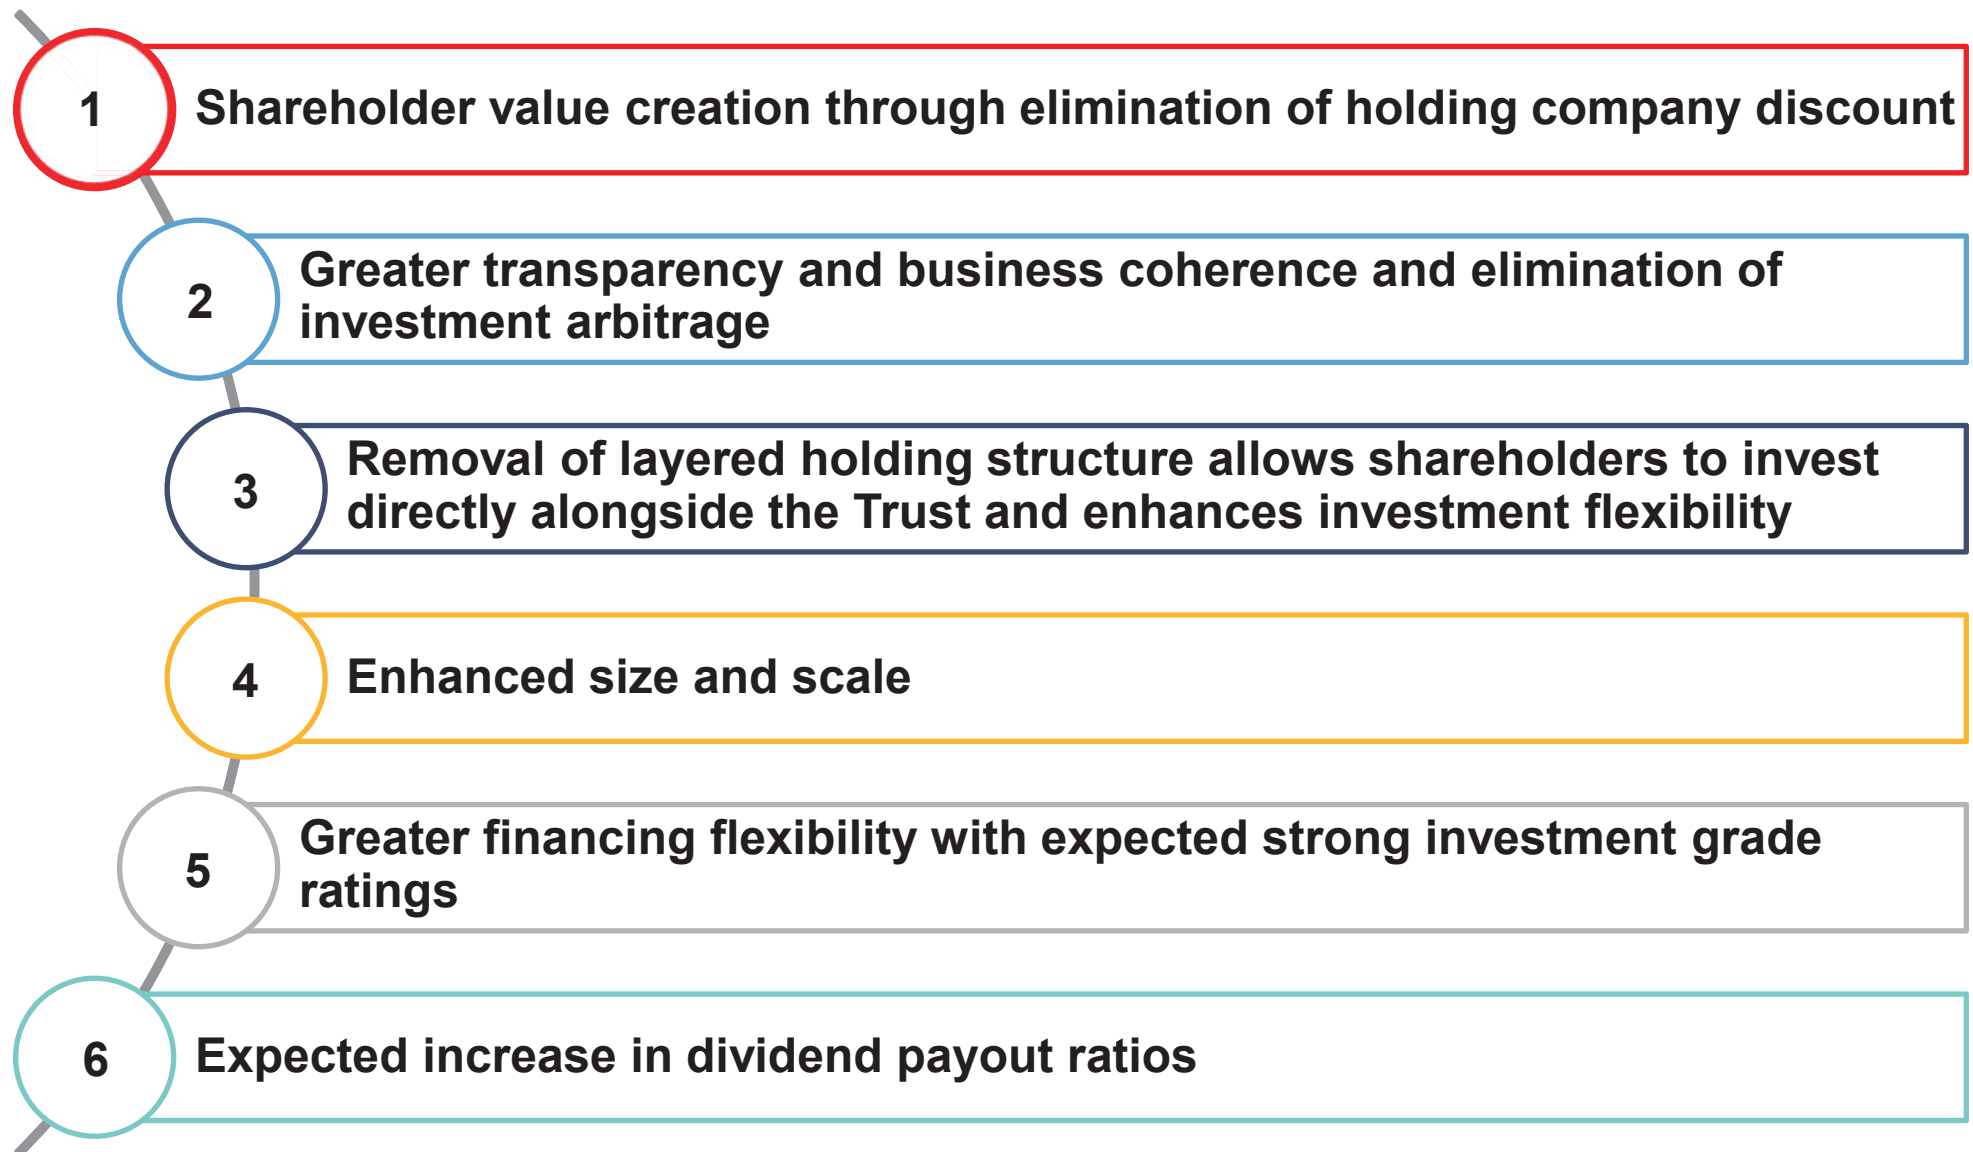 1
Shareholder value creation through elimination of holding company discount
2
Greater transparency and business coherence and elimination of
investment arbitrage
3
Removal of layered holding structure allows shareholders to invest
directly alongside the Trust and enhances investment flexibility
4
Enhanced size and scale
5
Greater financing flexibility with expected strong investment grade
ratings
6
Expected increase in dividend payout ratios